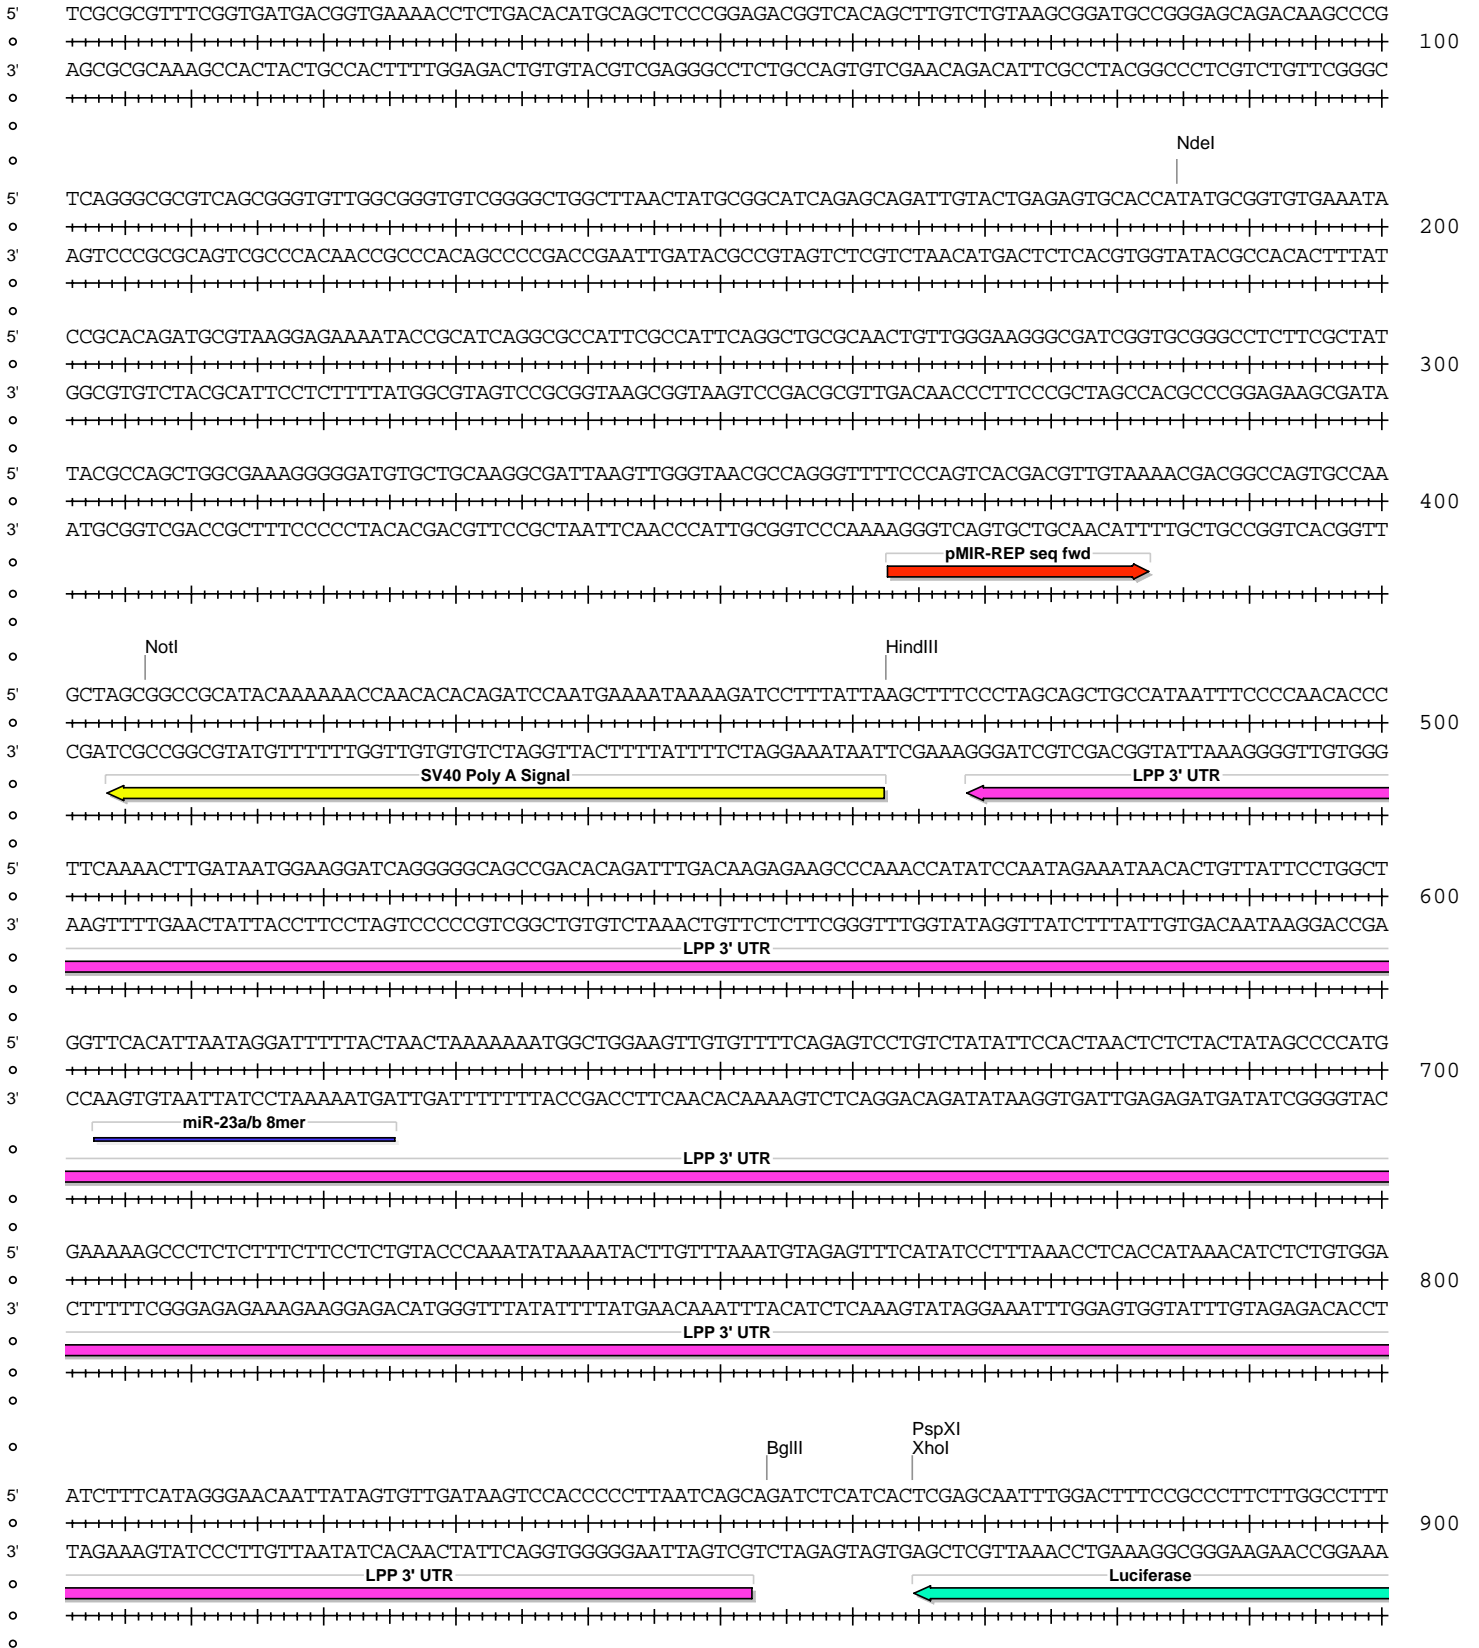 5' TCGCGCGTTTCGGTGATGACGGTGAAAACCTCTGACACATGCAGCTCCCGGAGACGGTCACAGCTTGTCTGTAAGCGGATGCCGGGAGCAGACAAGCCCG
100
3' AGCGCGCAAAGCCACTACTGCCACTTTTGGAGACTGTGTACGTCGAGGGCCTCTGCCAGTGTCGAACAGACATTCGCCTACGGCCCTCGTCTGTTCGGGC
NdeI
5' TCAGGGCGCGTCAGCGGGTGTTGGCGGGTGTCGGGGCTGGCTTAACTATGCGGCATCAGAGCAGATTGTACTGAGAGTGCACCATATGCGGTGTGAAATA
200
3' AGTCCCGCGCAGTCGCCCACAACCGCCCACAGCCCCGACCGAATTGATACGCCGTAGTCTCGTCTAACATGACTCTCACGTGGTATACGCCACACTTTAT
5' CCGCACAGATGCGTAAGGAGAAAATACCGCATCAGGCGCCATTCGCCATTCAGGCTGCGCAACTGTTGGGAAGGGCGATCGGTGCGGGCCTCTTCGCTAT
300
3' GGCGTGTCTACGCATTCCTCTTTTATGGCGTAGTCCGCGGTAAGCGGTAAGTCCGACGCGTTGACAACCCTTCCCGCTAGCCACGCCCGGAGAAGCGATA
5' TACGCCAGCTGGCGAAAGGGGGATGTGCTGCAAGGCGATTAAGTTGGGTAACGCCAGGGTTTTCCCAGTCACGACGTTGTAAAACGACGGCCAGTGCCAA
400
3' ATGCGGTCGACCGCTTTCCCCCTACACGACGTTCCGCTAATTCAACCCATTGCGGTCCCAAAAGGGTCAGTGCTGCAACATTTTGCTGCCGGTCACGGTT
pMIR-REP seq fwd
NotI HindIII
5' GCTAGCGGCCGCATACAAAAAACCAACACACAGATCCAATGAAAATAAAAGATCCTTTATTAAGCTTTCCCTAGCAGCTGCCATAATTTCCCCAACACCC
500
3' CGATCGCCGGCGTATGTTTTTTGGTTGTGTGTCTAGGTTACTTTTATTTTCTAGGAAATAATTCGAAAGGGATCGTCGACGGTATTAAAGGGGTTGTGGG
SV40 Poly A Signal LPP 3' UTR
5' TTCAAAACTTGATAATGGAAGGATCAGGGGGCAGCCGACACAGATTTGACAAGAGAAGCCCAAACCATATCCAATAGAAATAACACTGTTATTCCTGGCT
600
3' AAGTTTTGAACTATTACCTTCCTAGTCCCCCGTCGGCTGTGTCTAAACTGTTCTCTTCGGGTTTGGTATAGGTTATCTTTATTGTGACAATAAGGACCGA
LPP 3' UTR
5' GGTTCACATTAATAGGATTTTTACTAACTAAAAAAATGGCTGGAAGTTGTGTTTTCAGAGTCCTGTCTATATTCCACTAACTCTCTACTATAGCCCCATG
700
3' CCAAGTGTAATTATCCTAAAAATGATTGATTTTTTTACCGACCTTCAACACAAAAGTCTCAGGACAGATATAAGGTGATTGAGAGATGATATCGGGGTAC
miR-23a/b 8mer
LPP 3' UTR
5' GAAAAAGCCCTCTCTTTCTTCCTCTGTACCCAAATATAAAATACTTGTTTAAATGTAGAGTTTCATATCCTTTAAACCTCACCATAAACATCTCTGTGGA
800
3' CTTTTTCGGGAGAGAAAGAAGGAGACATGGGTTTATATTTTATGAACAAATTTACATCTCAAAGTATAGGAAATTTGGAGTGGTATTTGTAGAGACACCT
LPP 3' UTR
PspXI
BglII XhoI
5' ATCTTTCATAGGGAACAATTATAGTGTTGATAAGTCCACCCCCTTAATCAGCAGATCTCATCACTCGAGCAATTTGGACTTTCCGCCCTTCTTGGCCTTT
900
3' TAGAAAGTATCCCTTGTTAATATCACAACTATTCAGGTGGGGGAATTAGTCGTCTAGAGTAGTGAGCTCGTTAAACCTGAAAGGCGGGAAGAACCGGAAA
LPP 3' UTR Luciferase